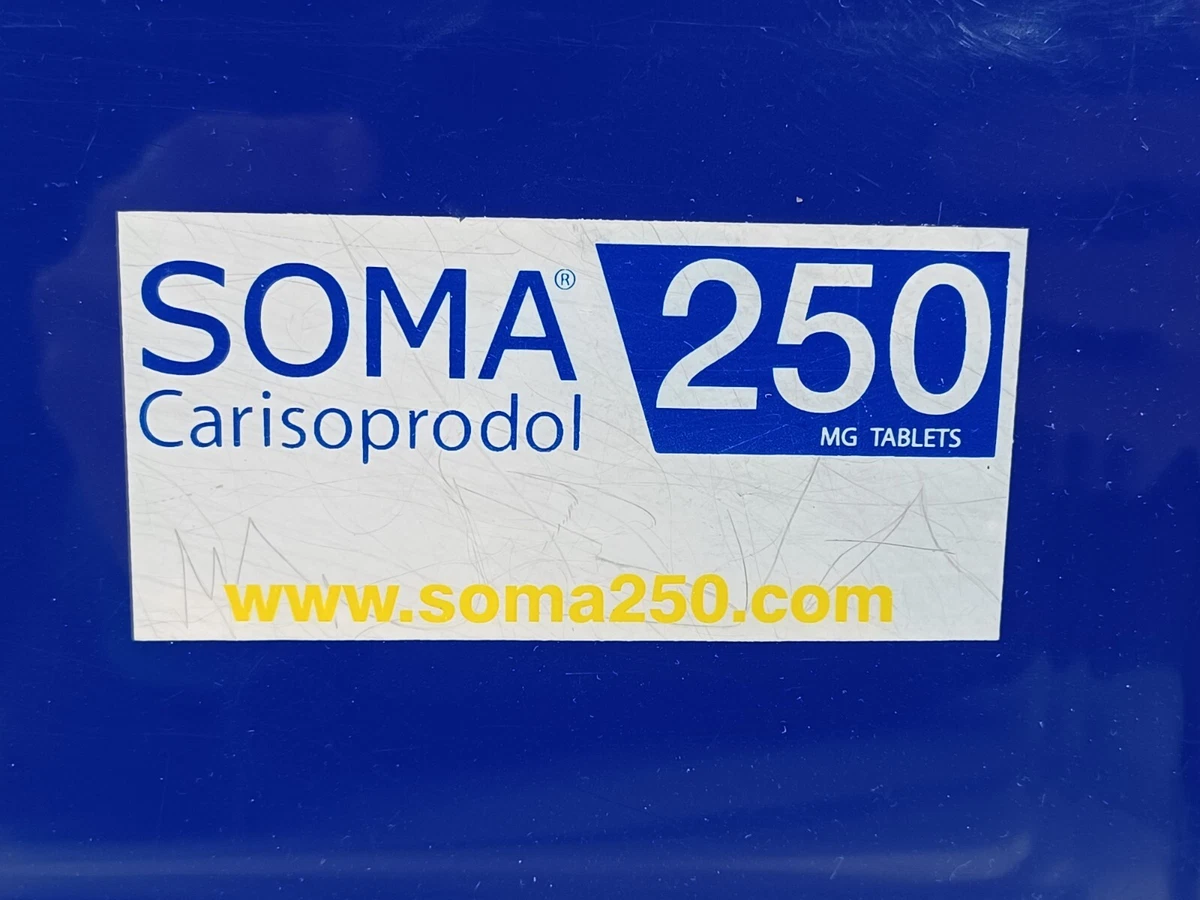 SOMA® 250
Carisoprodol
MG TABLETS
www.soma250.com